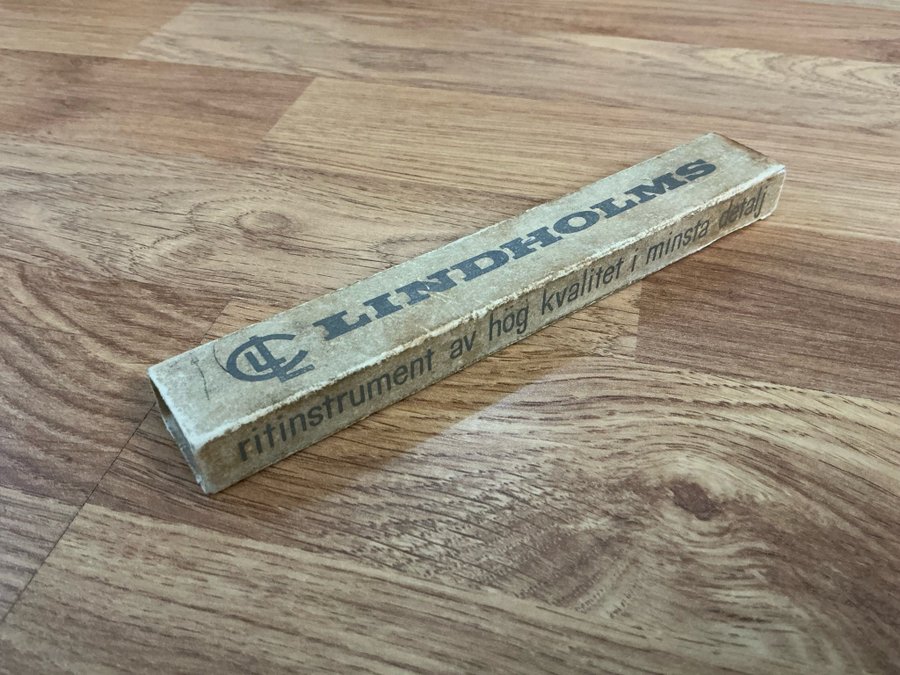 LINDHOLMS
ritinstrument av hög kvalitet i minsta detalj